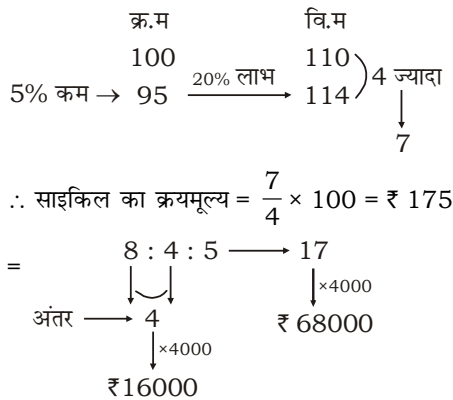 क्र.म वि.म
100 110
5% कम → 95 20% लाभ 114 4 ज्यादा
7
∴ साइकिल का क्रयमूल्य = 7/4 × 100 = ₹ 175
= 8 : 4 : 5 17
×4000
अंतर 4 ₹ 68000
×4000
₹16000